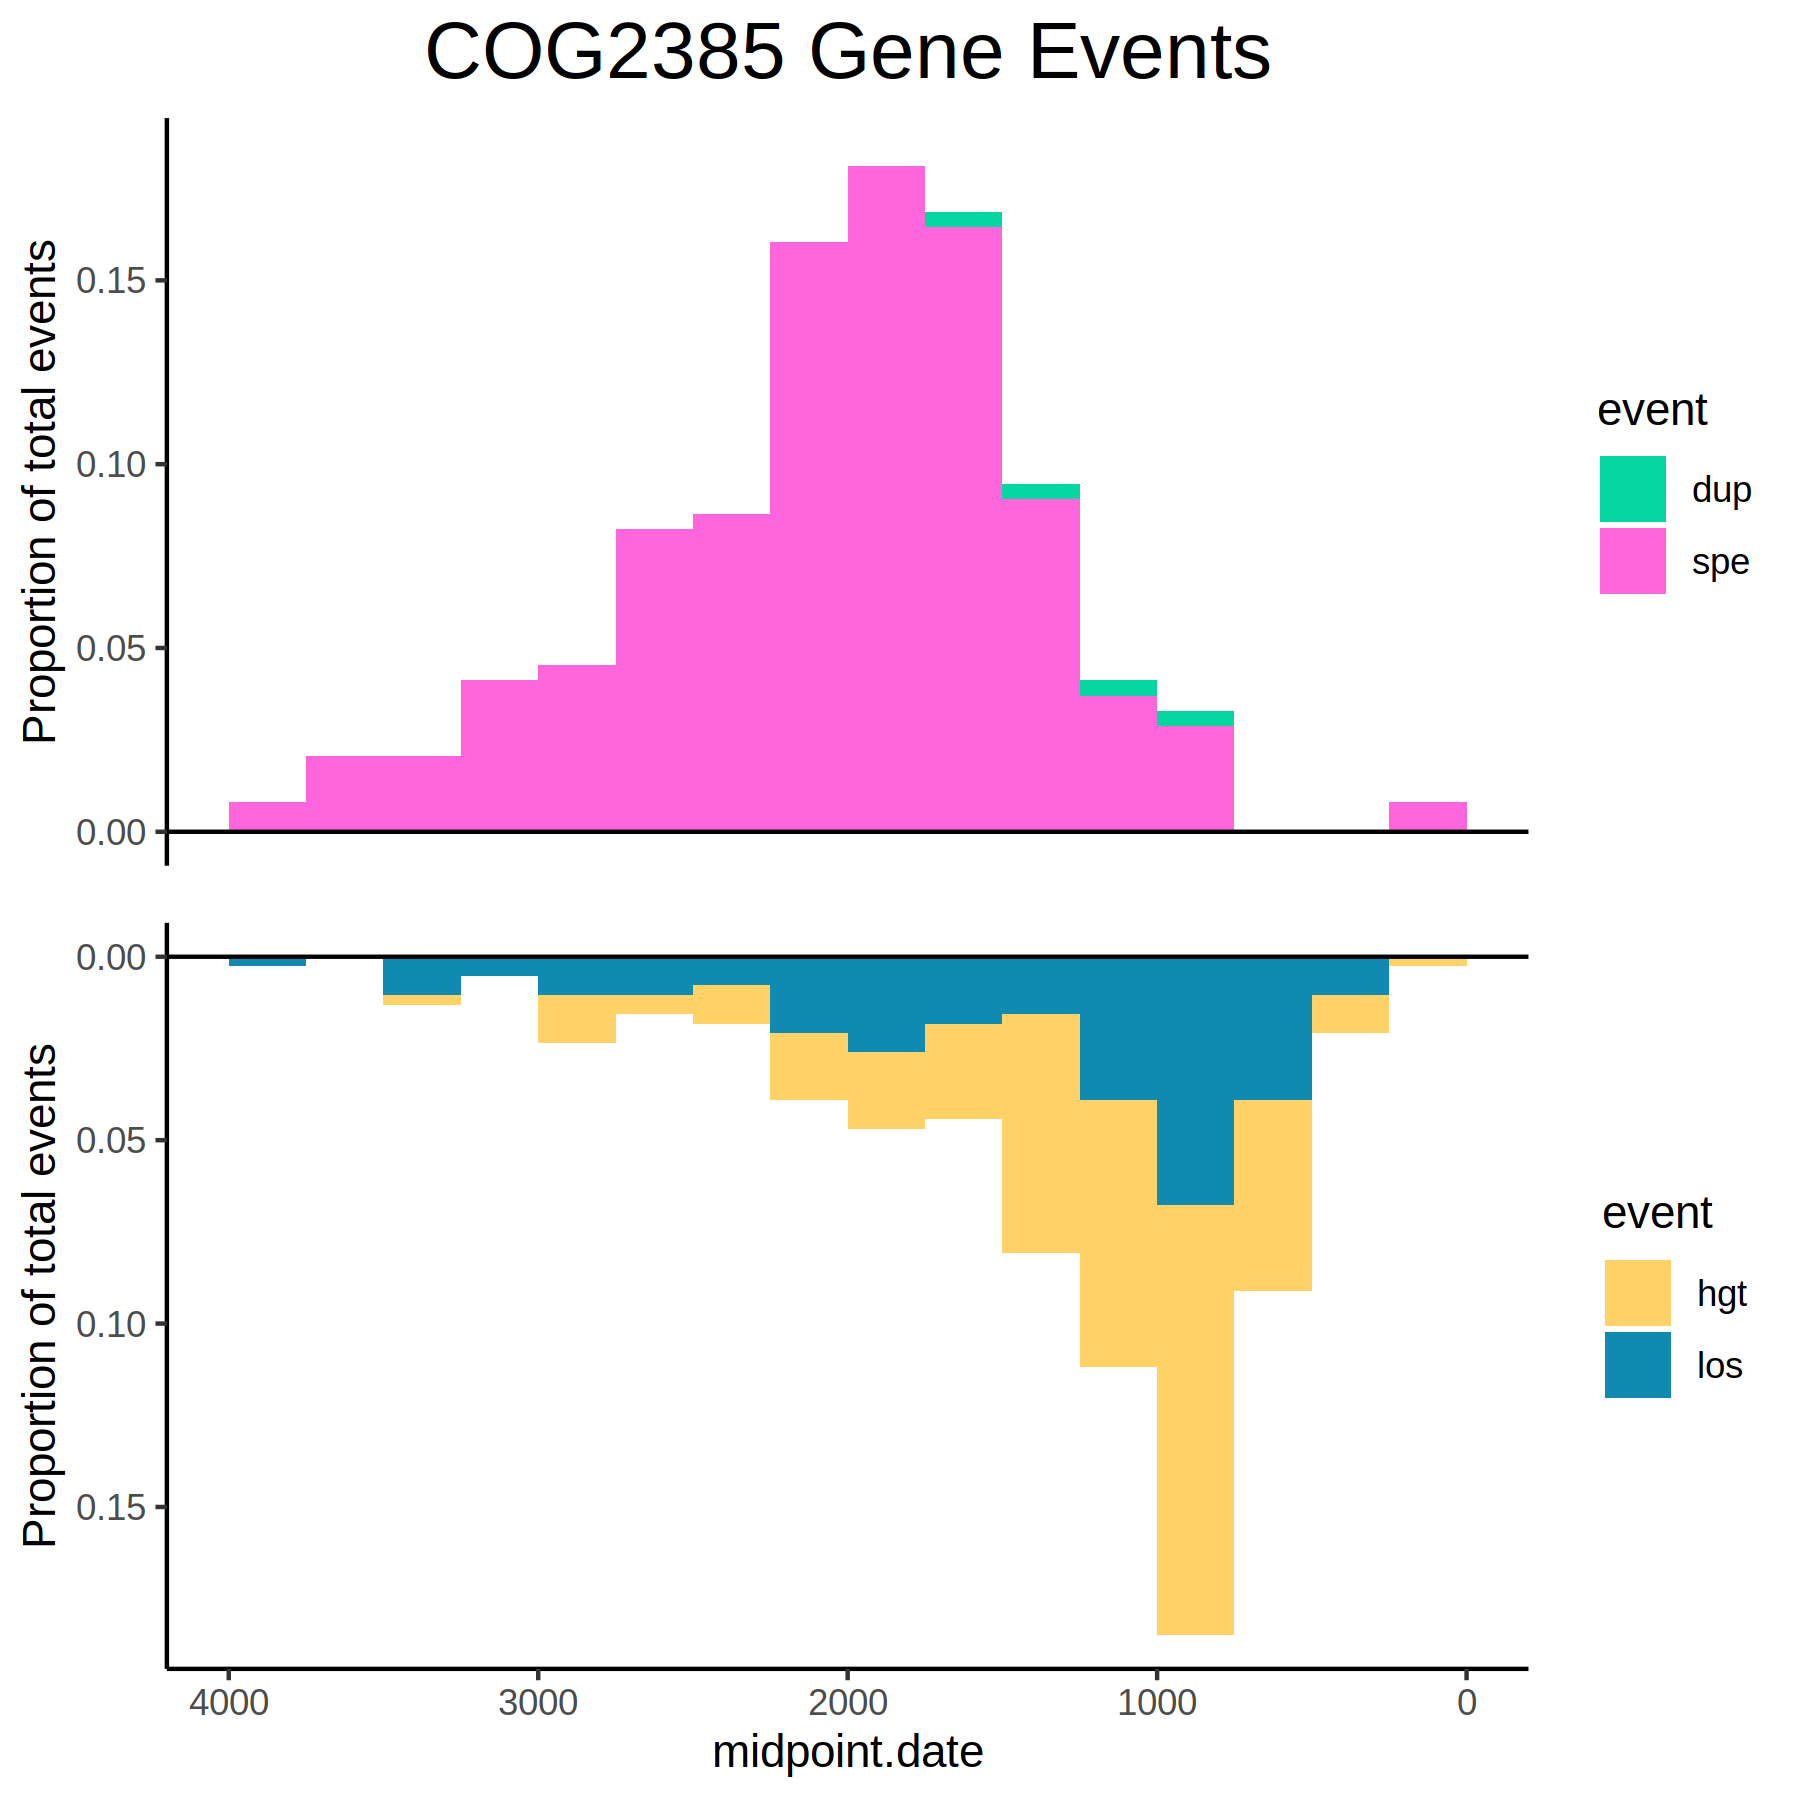 COG2385 Gene Events
Proportion of total events
0.15
0.10
0.05
0.00
event
dup
spe
Proportion of total events
0.00
0.05
0.10
0.15
event
hgt
los
4000 3000 2000 1000 0
midpoint.date